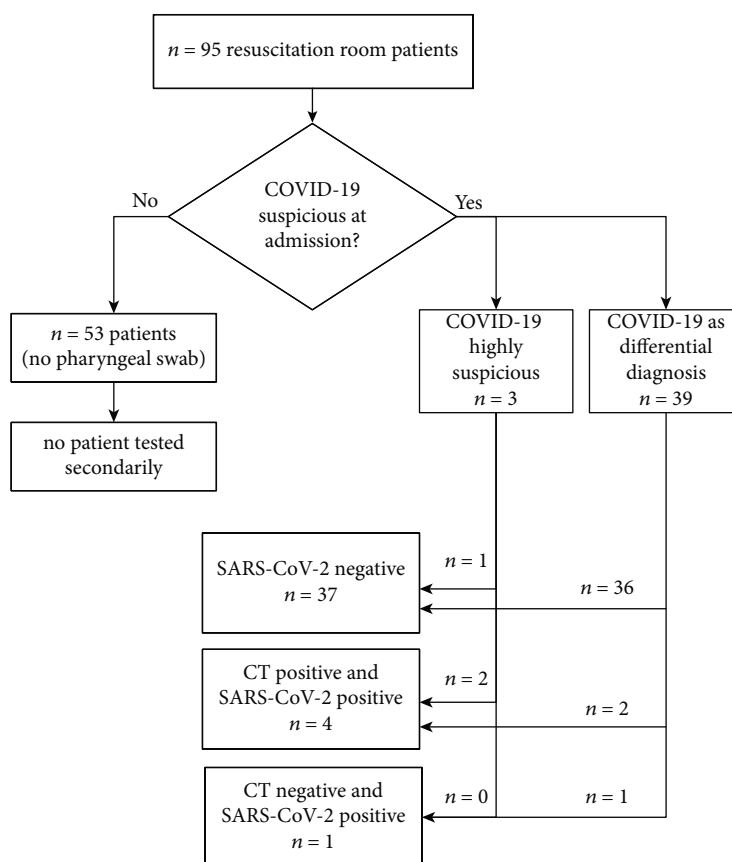 n = 95 resuscitation room patients
COVID-19
suspicious at
admission?
No
Yes
n = 53 patients
(no pharyngeal swab)
no patient tested
secondarily
COVID-19
highly
suspicious
n = 3
COVID-19 as
differential
diagnosis
n = 39
SARS-CoV-2 negative
n = 37
n = 1
n = 36
CT positive and
SARS-CoV-2 positive
n = 4
n = 2
n = 2
CT negative and
SARS-CoV-2 positive
n = 1
n = 0
n = 1